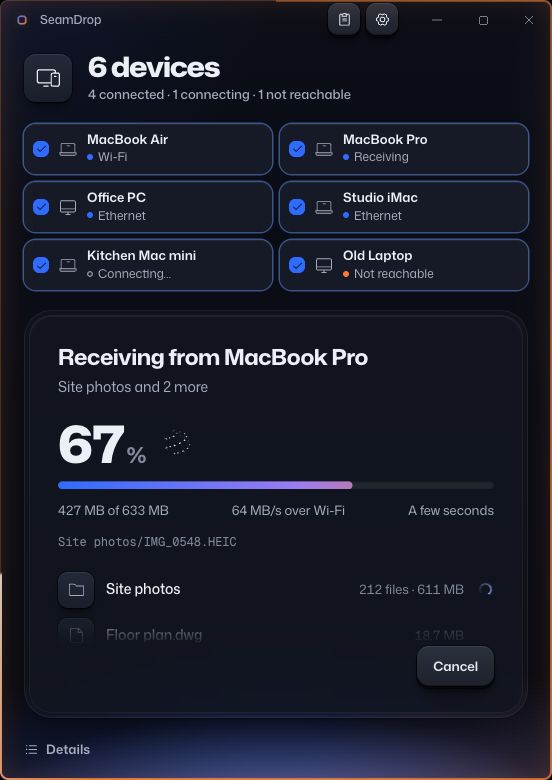 SeamDrop
6 devices
4 connected · 1 connecting · 1 not reachable
MacBook Air
Wi-Fi
MacBook Pro
Receiving
Office PC
Ethernet
Studio iMac
Ethernet
Kitchen Mac mini
Connecting...
Old Laptop
Not reachable
Receiving from MacBook Pro
Site photos and 2 more
67%
427 MB of 633 MB 64 MB/s over Wi-Fi A few seconds
Site photos/IMG_0548.HEIC
Site photos 212 files · 611 MB
Floor plan.dwg 18.7 MB
Cancel
Details